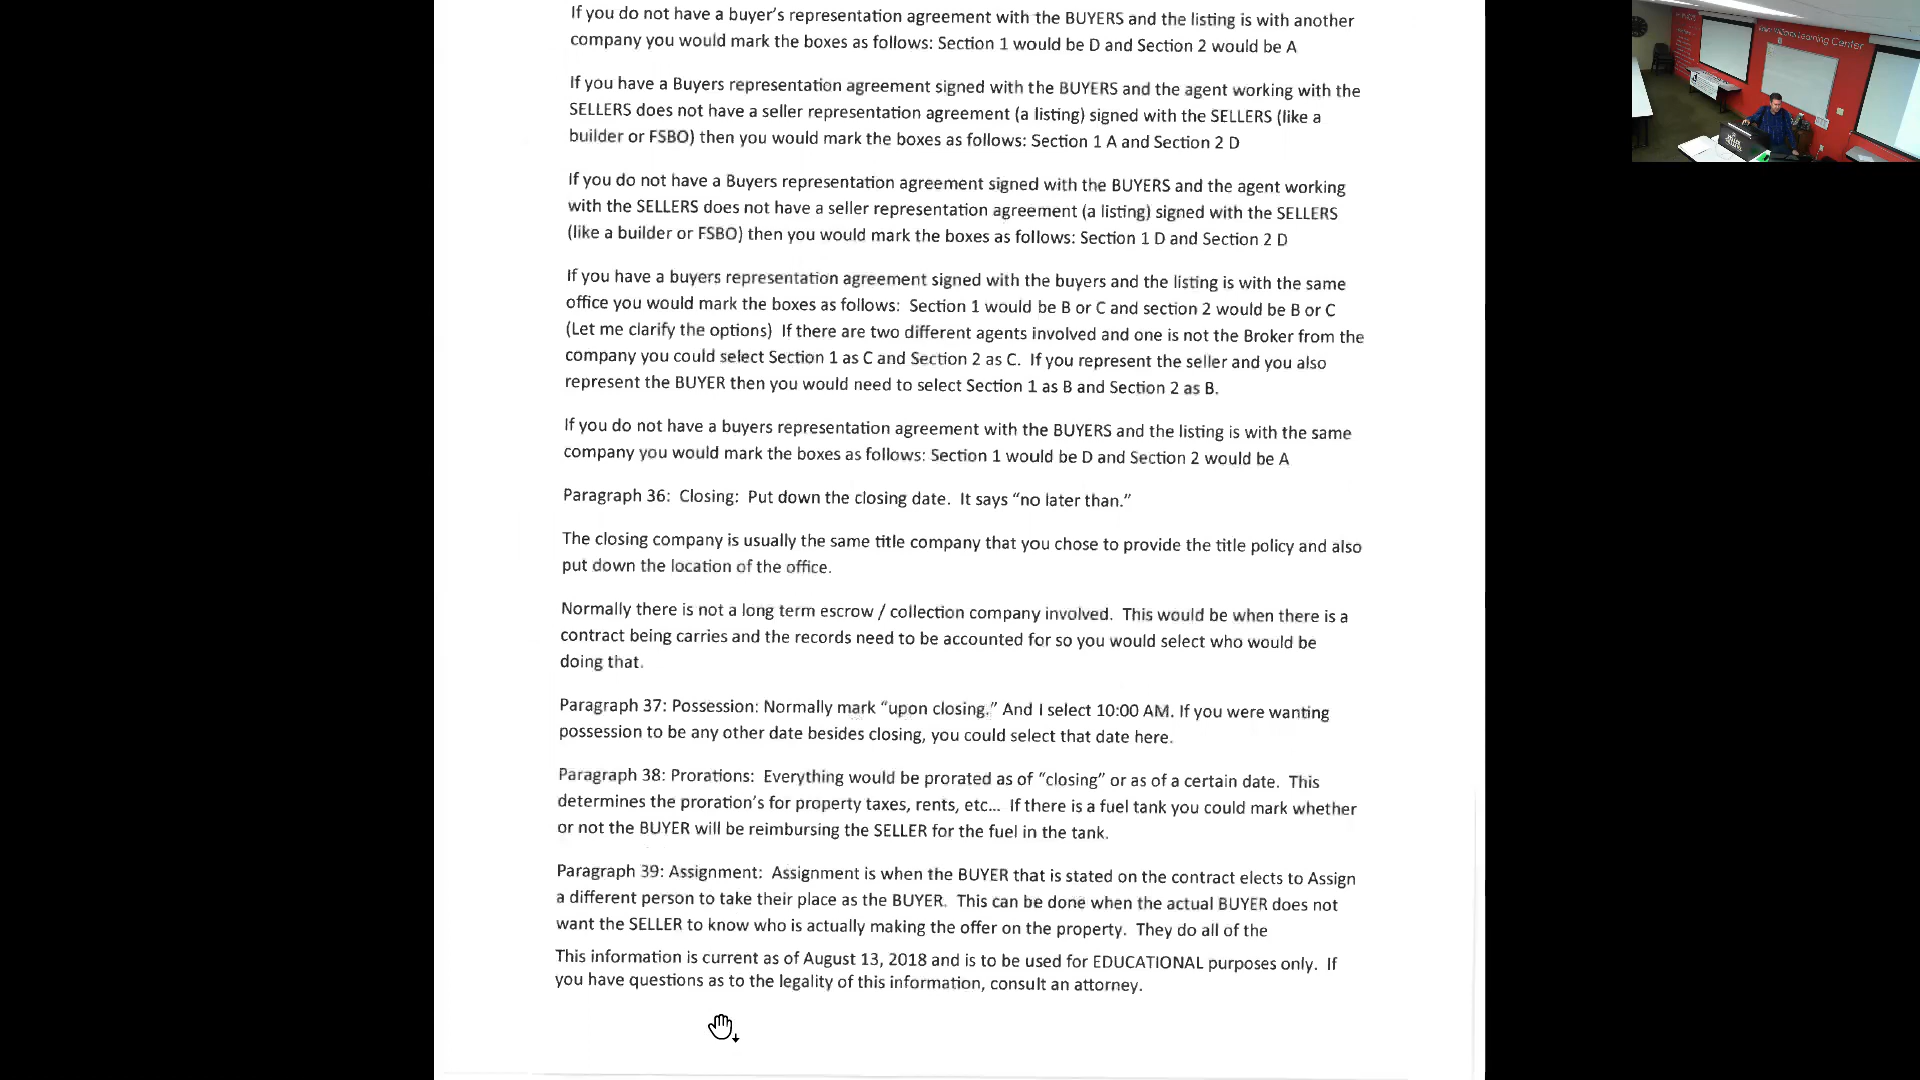 If you do not have a buyer's representation agreement with the BUYERS and the listing is with another
company you would mark the boxes as follows: Section 1 would be D and Section 2 would be A
If you have a Buyers representation agreement signed with the BUYERS and the agent working with the
SELLERS does not have a seller representation agreement (a listing) signed with the SELLERS (like a
builder or FSBO) then you would mark the boxes as follows: Section 1 A and Section 2 D
If you do not have a Buyers representation agreement signed with the BUYERS and the agent working
with the SELLERS does not have a seller representation agreement (a listing) signed with the SELLERS
(like a builder or FSBO) then you would mark the boxes as follows: Section 1 D and Section 2 D
If you have a buyers representation agreement signed with the buyers and the listing is with the same
office you would mark the boxes as follows: Section 1 would be B or C and section 2 would be B or C
(Let me clarify the options) If there are two different agents involved and one is not the Broker from the
company you could select Section 1 as C and Section 2 as C. If you represent the seller and you also
represent the BUYER then you would need to select Section 1 as B and Section 2 as B.
If you do not have a buyers representation agreement with the BUYERS and the listing is with the same
company you would mark the boxes as follows: Section 1 would be D and Section 2 would be A
Paragraph 36: Closing: Put down the closing date. It says “no later than.”
The closing company is usually the same title company that you chose to provide the title policy and also
put down the location of the office.
Normally there is not a long term escrow / collection company involved. This would be when there is a
contract being carries and the records need to be accounted for so you would select who would be
doing that.
Paragraph 37: Possession: Normally mark “upon closing.” And I select 10:00 AM. If you were wanting
possession to be any other date besides closing, you could select that date here.
Paragraph 38: Prorations: Everything would be prorated as of “closing” or as of a certain date. This
determines the proration's for property taxes, rents, etc... If there is a fuel tank you could mark whether
or not the BUYER will be reimbursing the SELLER for the fuel in the tank.
Paragraph 39: Assignment: Assignment is when the BUYER that is stated on the contract elects to Assign
a different person to take their place as the BUYER. This can be done when the actual BUYER does not
want the SELLER to know who is actually making the offer on the property. They do all of the
This information is current as of August 13, 2018 and is to be used for EDUCATIONAL purposes only. If
you have questions as to the legality of this information, consult an attorney.
Learning Center